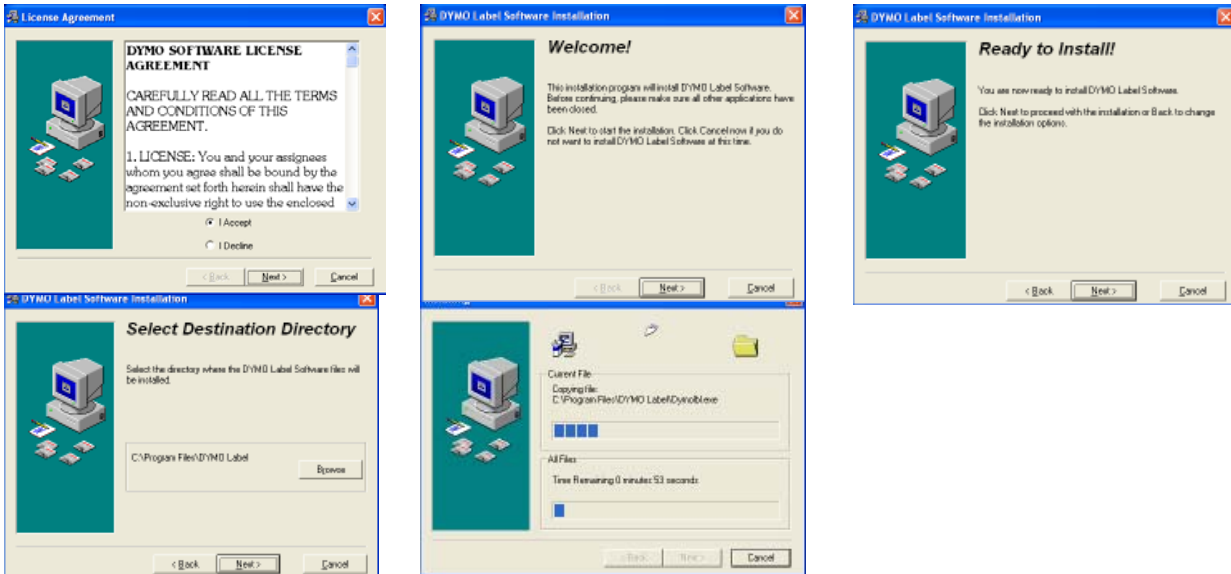 License Agreement
DYMO SOFTWARE LICENSE
AGREEMENT
CAREFULLY READ ALL THE TERMS
AND CONDITIONS OF THIS
AGREEMENT.
1. LICENSE: You and your assignees
whom you agree shall be bound by the
agreement set forth herein shall have the
non-exclusive right to use the enclosed
I Accept
I Decline
< Back
Next >
Cancel
DYMO Label Software Installation
Welcome!
This installation program will install DYMO Label Software.
Before continuing, please make sure all other applications have
been closed.
Click Next to start the installation. Click Cancel now if you do
not want to install DYMO Label Software at this time.
< Back
Next >
Cancel
DYMO Label Software Installation
Ready to Install!
You are now ready to install DYMO Label Software.
Click Next to proceed with the installation or Back to change
the installation options.
< Back
Next >
Cancel
DYMO Label Software Installation
Select Destination Directory
Select the directory where the DYMO Label Software files will
be installed.
C:\Program Files\DYMO Label
Browse
< Back
Next >
Cancel
Current File
Copying file:
C:\Program Files\DYMO Label\Dymolbl.exe
All Files
Time Remaining 0 minutes 53 seconds
< Back
Next >
Cancel